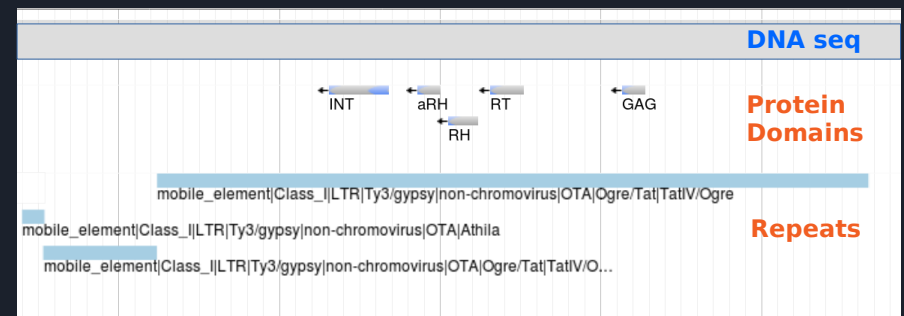 DNA seq
INT
aRH
RT
GAG
RH
Protein
Domains
mobile_element|Class_I|LTR|Ty3/gypsy|non-chromovirus|OTA|Ogre/Tat|TatIV/Ogre
mobile_element|Class_I|LTR|Ty3/gypsy|non-chromovirus|OTA|Athila
Repeats
mobile_element|Class_I|LTR|Ty3/gypsy|non-chromovirus|OTA|Ogre/Tat|TatIV/O...